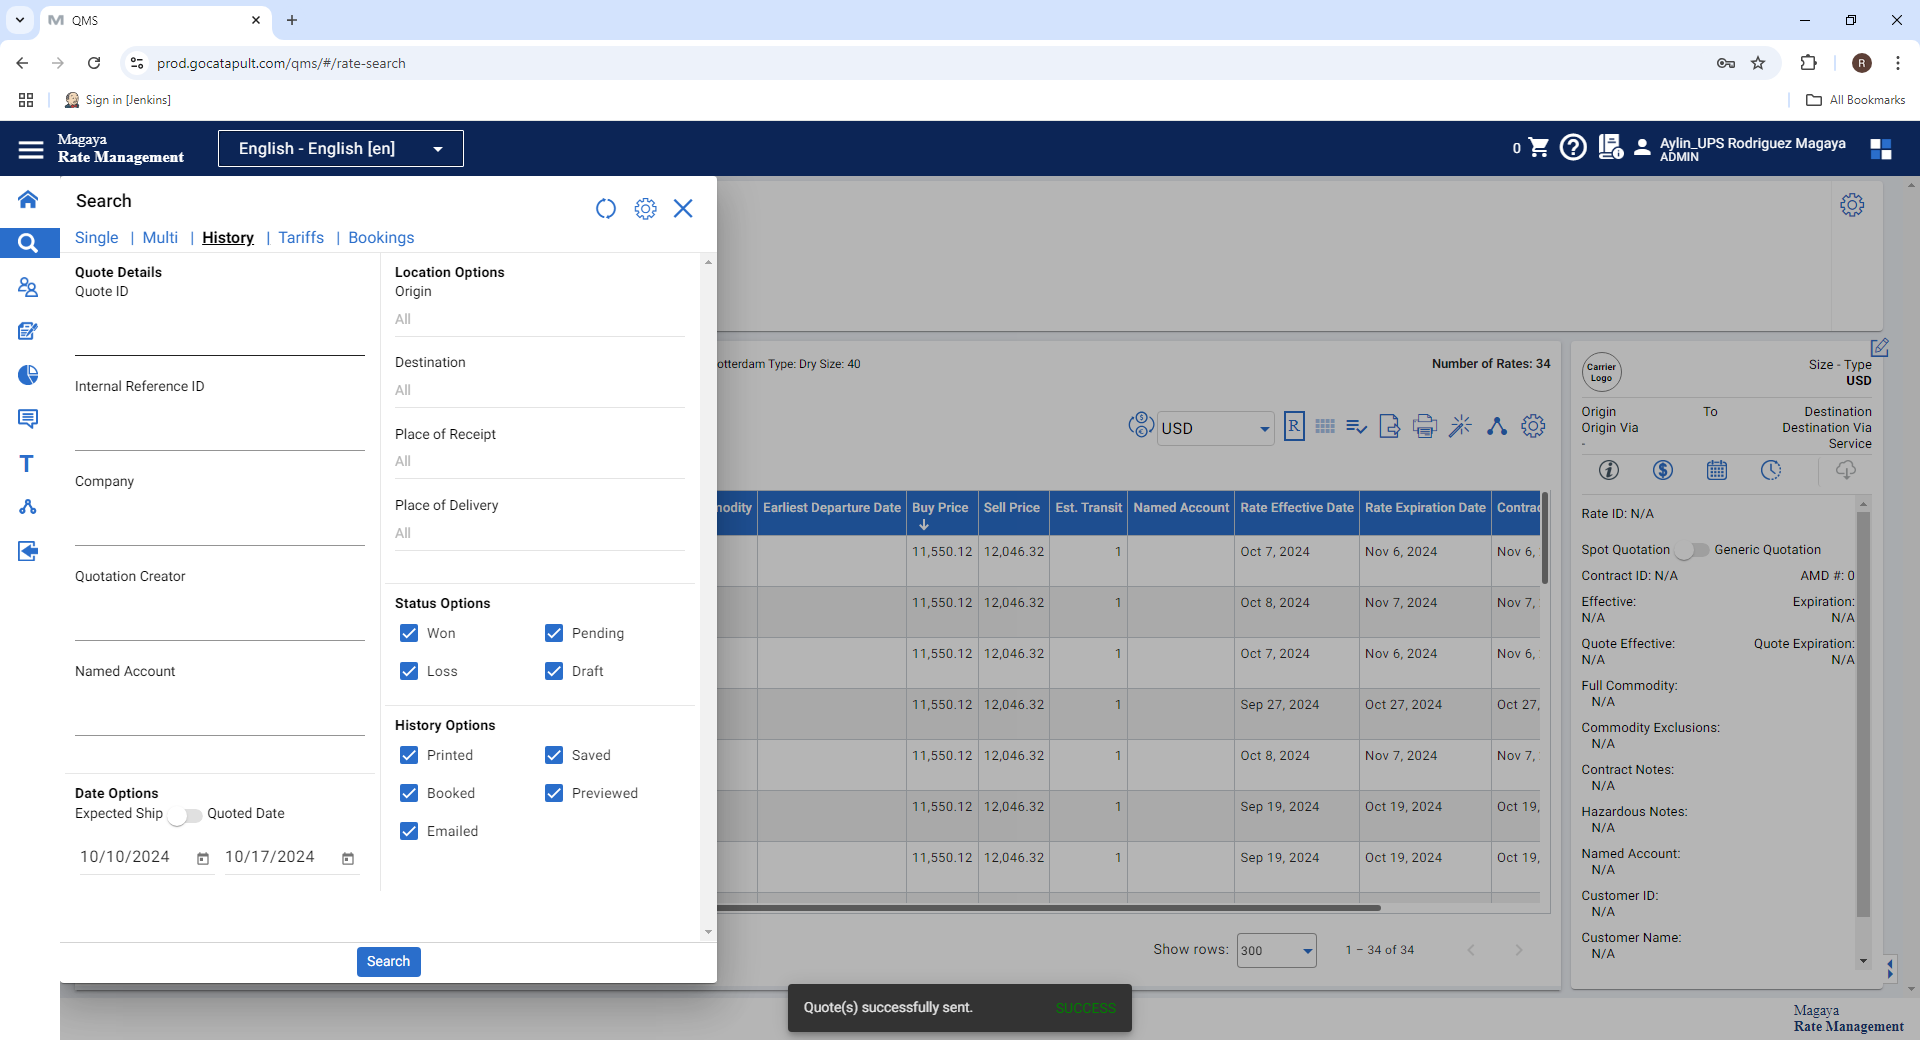 QMS
prod.gocatapult.com/qms/#/rate-search
R
Sign in [Jenkins]
All Bookmarks
Magaya
Rate Management
English - English [en]
0
Aylin_UPS Rodriguez Magaya
ADMIN
Search
Single | Multi | History | Tariffs | Bookings
Quote Details
Quote ID
Internal Reference ID
Company
Quotation Creator
Named Account
Date Options
Expected Ship Quoted Date
10/10/2024 10/17/2024
Location Options
Origin
All
Destination
All
Place of Receipt
All
Place of Delivery
All
Status Options
Won Pending
Loss Draft
History Options
Printed Saved
Booked Previewed
Emailed
Search
T
otterdam Type: Dry Size: 40
Number of Rates: 34
USD
R
nodity Earliest Departure Date Buy Price Sell Price Est. Transit Named Account Rate Effective Date Rate Expiration Date Contrac
11,550.12 12,046.32 1 Oct 7, 2024 Nov 6, 2024 Nov 6,
11,550.12 12,046.32 1 Oct 8, 2024 Nov 7, 2024 Nov 7,
11,550.12 12,046.32 1 Oct 7, 2024 Nov 6, 2024 Nov 6,
11,550.12 12,046.32 1 Sep 27, 2024 Oct 27, 2024 Oct 27,
11,550.12 12,046.32 1 Oct 8, 2024 Nov 7, 2024 Nov 7,
11,550.12 12,046.32 1 Sep 19, 2024 Oct 19, 2024 Oct 19,
11,550.12 12,046.32 1 Sep 19, 2024 Oct 19, 2024 Oct 19,
Show rows: 300 1 – 34 of 34
Carrier
Logo
Size - Type
USD
Origin To Destination
Origin Via Destination Via
- Service
Rate ID: N/A
Spot Quotation Generic Quotation
Contract ID: N/A AMD #: 0
Effective: Expiration:
N/A N/A
Quote Effective: Quote Expiration:
N/A N/A
Full Commodity:
N/A
Commodity Exclusions:
N/A
Contract Notes:
N/A
Hazardous Notes:
N/A
Named Account:
N/A
Customer ID:
N/A
Customer Name:
N/A
Quote(s) successfully sent. SUCCESS
Magaya
Rate Management